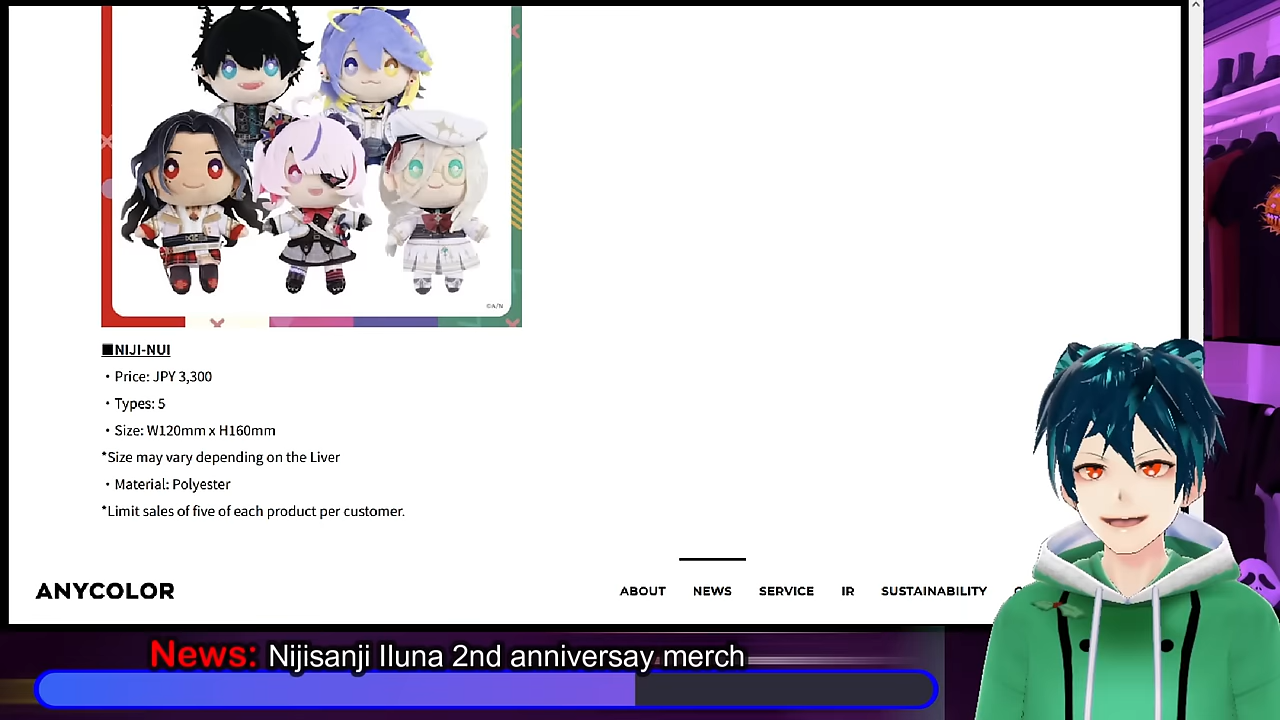 ©A/N
■NIJI-NUI
・Price: JPY 3,300
・Types: 5
・Size: W120mm x H160mm
*Size may vary depending on the Liver
・Material: Polyester
*Limit sales of five of each product per customer.
ANYCOLOR
ABOUT NEWS SERVICE IR SUSTAINABILITY
News: Nijisanji Iluna 2nd anniversay merch